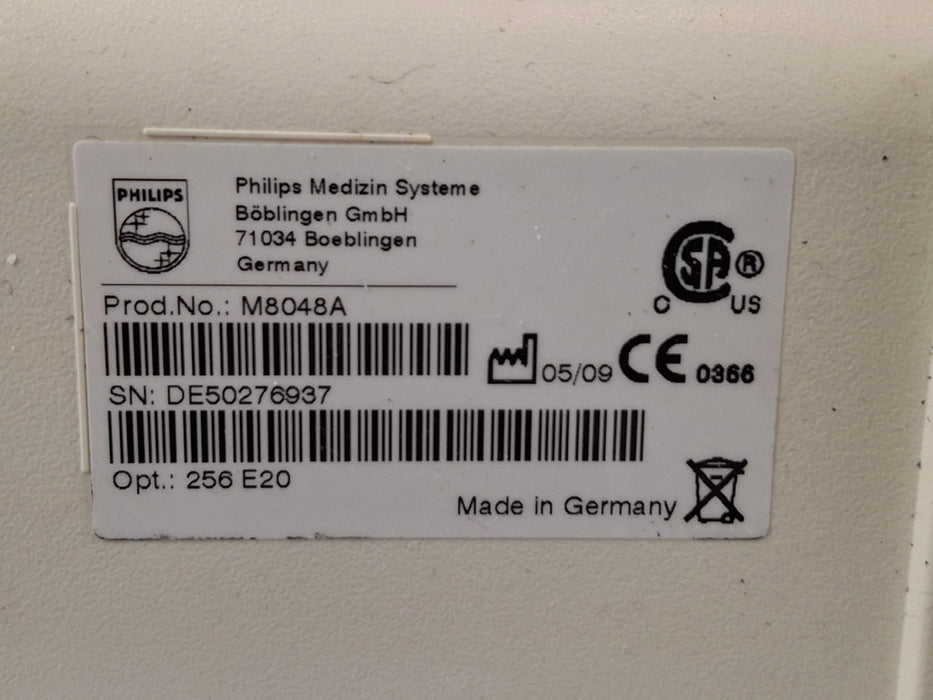 PHILIPS
Philips Medizin Systeme
Böblingen GmbH
71034 Boeblingen
Germany
CSA ®
C US
Prod.No.: M8048A
05/09 CE 0366
SN: DE50276937
Opt.: 256 E20
Made in Germany